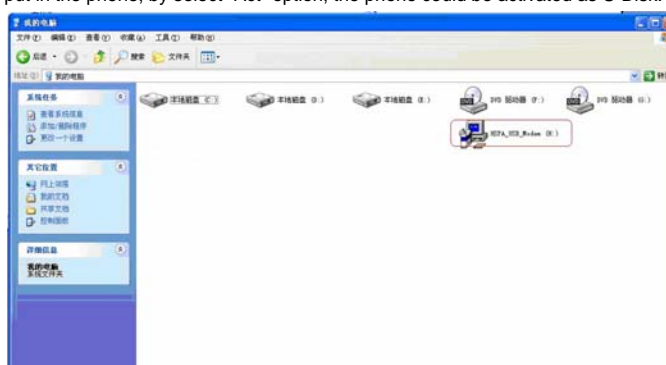 put in the phone, by select "Yes" option, the phone could be activated as U Disk.
我的电脑
文件(F) 编辑(E) 查看(V) 收藏(A) 工具(T) 帮助(H)
后退 搜索 文件夹
地址(D) 我的电脑 转到
系统任务
查看系统信息
添加/删除程序
更改一个设置
其它位置
网上邻居
我的文档
共享文档
控制面板
详细信息
我的电脑
系统文件夹
本地磁盘 (C:) 本地磁盘 (D:) 本地磁盘 (E:) DVD 驱动器 (F:) DVD 驱动器 (G:)
HSPA_USB_Modem (H:)